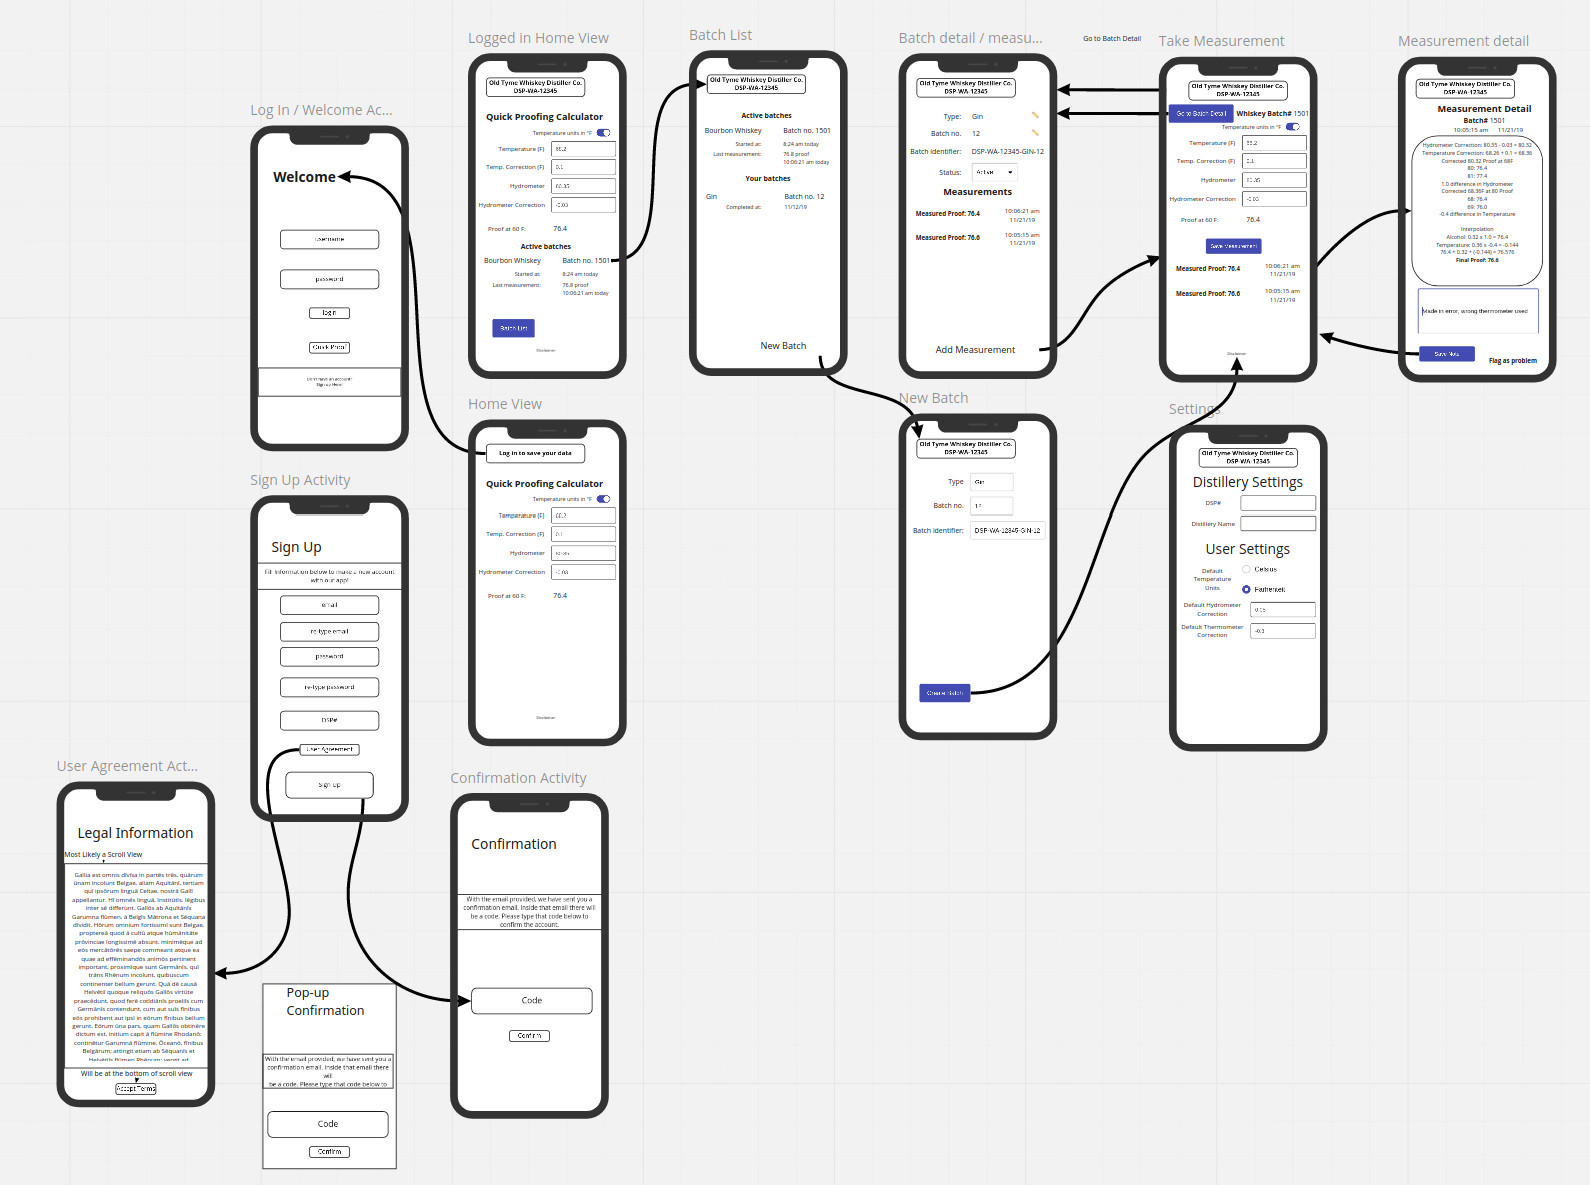 Logged in Home View
Old Tyme Whiskey Distiller Co.
DSP-WA-12345
Quick Proofing Calculator
Temperature units in °F
Temperature (F)
Temp. Correction (F)
0.1
Hydrometer
Hydrometer Correction
-0.03
Proof at 60 F: 76.4
Active batches
Bourbon Whiskey Batch no. 1501
Started at: 8:24 am today
Last measurement: 76.8 proof
10:06:21 am today
Batch List
Disclaimer
Batch List
Old Tyme Whiskey Distiller Co.
DSP-WA-12345
Active batches
Bourbon Whiskey Batch no. 1501
Started at: 8:24 am today
Last measurement: 76.8 proof
10:06:21 am today
Your batches
Gin Batch no. 12
Completed at: 11/12/19
New Batch
Batch detail / measu...
Old Tyme Whiskey Distiller Co.
DSP-WA-12345
Type: Gin
Batch no. 12
Batch identifier: DSP-WA-12345-GIN-12
Status: Active
Measurements
Measured Proof: 76.4 10:06:21 am
11/21/19
Measured Proof: 76.6 10:05:15 am
11/21/19
Add Measurement
Go to Batch Detail
Take Measurement
Old Tyme Whiskey Distiller Co.
DSP-WA-12345
Go to Batch Detail Whiskey Batch# 1501
Temperature units in °F
Temperature (F)
Temp. Correction (F)
0.1
Hydrometer
Hydrometer Correction
-0.03
Proof at 60 F: 76.4
Save Measurement
Measured Proof: 76.4 10:06:21 am
11/21/19
Measured Proof: 76.6 10:05:15 am
11/21/19
Disclaimer
Measurement detail
Old Tyme Whiskey Distiller Co.
DSP-WA-12345
Measurement Detail
Batch# 1501
10:05:15 am 11/21/19
Hydrometer Correction: 80.35 - 0.03 = 80.32
Temperature Correction: 68.26 + 0.1 = 68.36
Corrected 80.32 Proof at 68F
80: 76.4
81: 77.4
1.0 difference in Hydrometer
Corrected 68.36F at 80 Proof
68: 76.4
69: 76.0
-0.4 difference in Temperature
Interpolation
Alcohol: 0.32 x 1.0 = 76.4
Temperature: 0.36 x -0.4 = -0.144
76.4 + 0.32 + (-0.144) = 76.576
Final Proof: 76.6
Made in error, wrong thermometer used
Save Note
Flag as problem
Log In / Welcome Ac...
Welcome
username
password
login
Quick Proof
Don't have an account?
Sign up Here!
Home View
Log in to save your data
Quick Proofing Calculator
Temperature units in °F
Temperature (F)
Temp. Correction (F)
0.1
Hydrometer
Hydrometer Correction
-0.03
Proof at 60 F: 76.4
Disclaimer
New Batch
Old Tyme Whiskey Distiller Co.
DSP-WA-12345
Type Gin
Batch no. 12
Batch identifier: DSP-WA-12345-GIN-12
Create Batch
Settings
Old Tyme Whiskey Distiller Co.
DSP-WA-12345
Distillery Settings
DSP#
Distillery Name
User Settings
Default
Temperature
Units
Celsius
Farhenteit
Default Hydrometer
Correction
0.15
Default Thermometer
Correction
-0.3
Sign Up Activity
Sign Up
Fill Information below to make a new account
with our app!
email
re-type email
password
re-type password
DSP#
User Agreement
Sign Up
User Agreement Act...
Legal Information
Most Likely a Scroll View
Gallia est omnis dīvīsa in partēs trēs, quārum
ūnam incolunt Belgae, aliam Aquītānī, tertiam
quī ipsōrum linguā Celtae, nostrā Gallī
appellantur. Hī omnēs linguā, īnstitūtīs, lēgibus
inter sē differunt. Gallōs ab Aquītānīs
Garumna flūmen, ā Belgīs Mātrona et Sēquana
dīvidit. Hōrum omnium fortissimī sunt Belgae,
proptereā quod ā cultū atque hūmānitāte
prōvinciae longissimē absunt, minimēque ad
eōs mercātōrēs saepe commeant atque ea
quae ad effēminandōs animōs pertinent
important, proximīque sunt Germānīs, quī
trāns Rhēnum incolunt, quibuscum
continenter bellum gerunt. Quā dē causā
Helvētiī quoque reliquōs Gallōs virtūte
praecēdunt, quod ferē cotīdiānīs proeliīs cum
Germānīs contendunt, cum aut suīs fīnibus
eōs prohibent aut ipsī in eōrum fīnibus bellum
gerunt. Eōrum ūna pars, quam Gallōs obtinēre
dictum est, initium capit ā flūmine Rhodanō;
continētur Garumnā flūmine, Ōceanō, fīnibus
Belgārum; attingit etiam ab Sēquanīs et
Helvētiīs flūmen Rhēnum; vergit ad
Will be at the bottom of scroll view
Accept Terms
Confirmation Activity
Confirmation
With the email provided, we have sent you a
confirmation email. Inside that email there will
be a code. Please type that code below to
confirm the account.
Code
Confirm
Pop-up
Confirmation
With the email provided, we have sent you a
confirmation email. Inside that email there
will
be a code. Please type that code below to
Code
Confirm